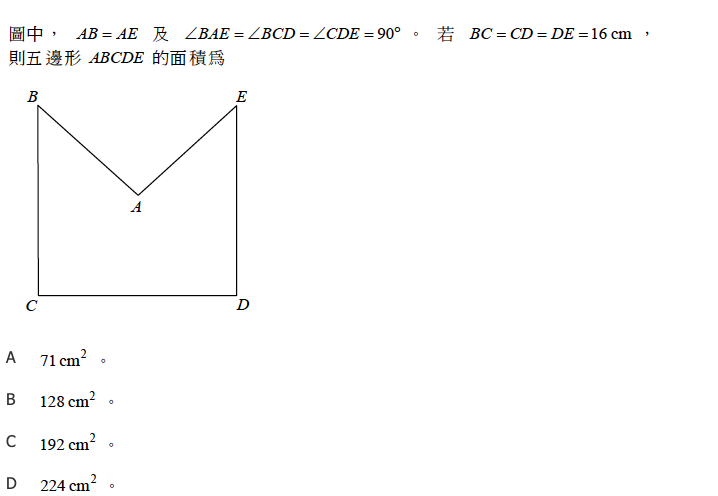 圖中， AB = AE 及 ∠BAE = ∠BCD = ∠CDE = 90° 。 若 BC = CD = DE = 16 cm ，
則五邊形 ABCDE 的面積爲
B E
A
C D
A 71 cm² 。
B 128 cm² 。
C 192 cm² 。
D 224 cm² 。